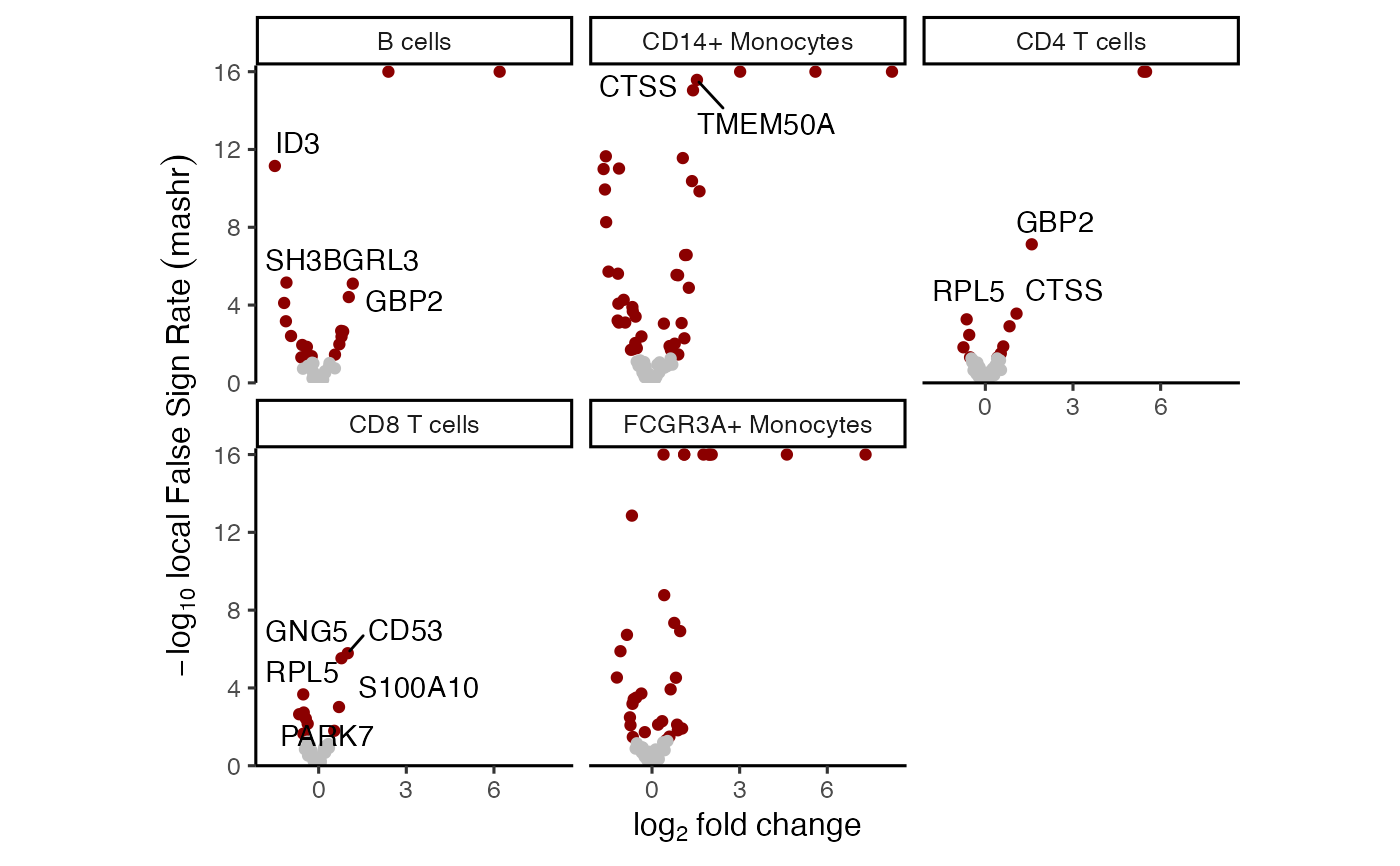 B cells
CD14+ Monocytes
CD4 T cells
16
12
8
4
0
ID3
SH3BGRL3
GBP2
CTSS
TMEM50A
GBP2
RPL5
CTSS
0 3 6
CD8 T cells
FCGR3A+ Monocytes
16
12
8
4
0
GNG5
CD53
RPL5
S100A10
PARK7
0 3 6
0 3 6
log₂ fold change
−log₁₀ local False Sign Rate (mashr)